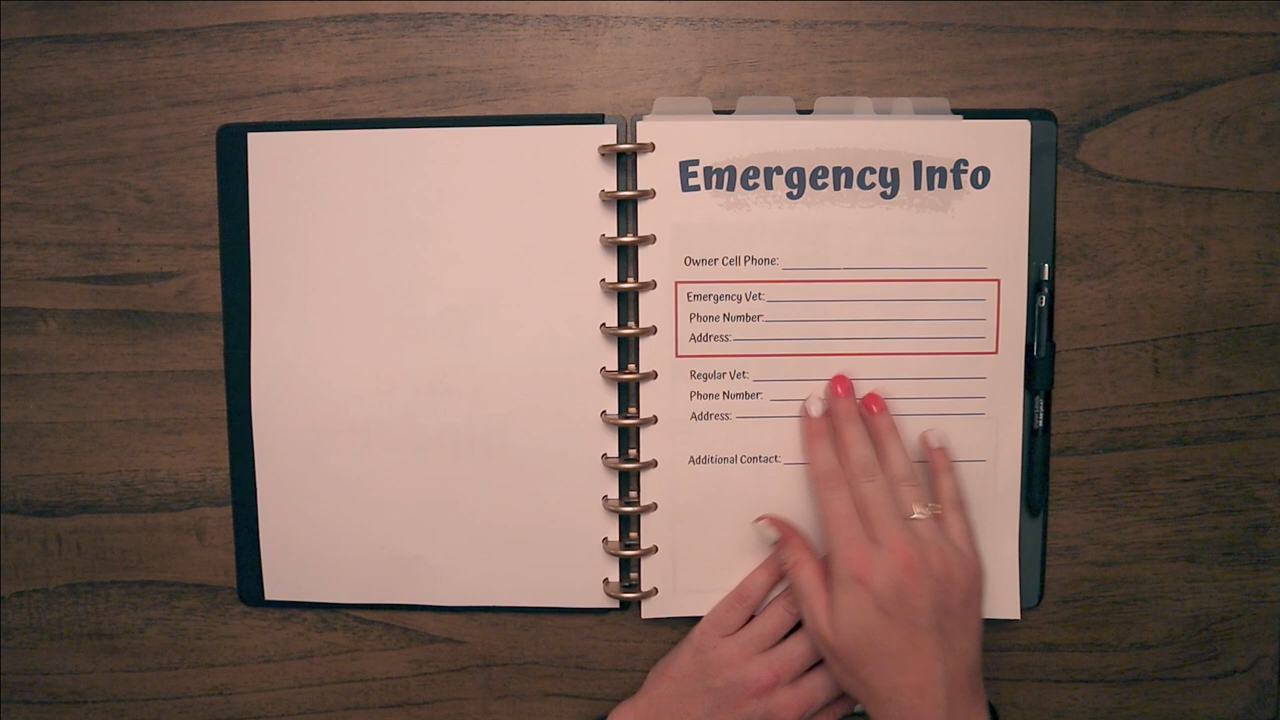 Emergency Info
Owner Cell Phone:
Emergency Vet:
Phone Number:
Address:
Regular Vet:
Phone Number:
Address:
Additional Contact: